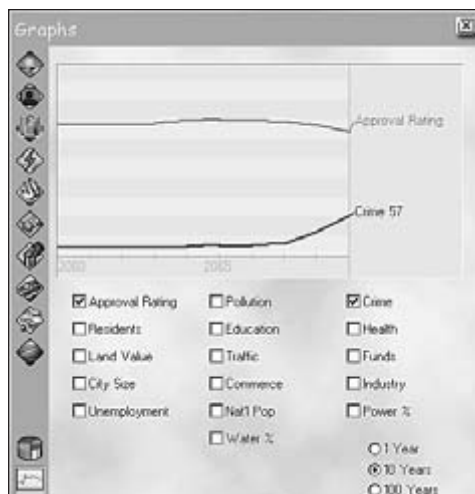 Graphs
Approval Rating
Crime 57
2060 2065
Approval Rating Pollution Crime
Residents Education Health
Land Value Traffic Funds
City Size Commerce Industry
Unemployment Nat'l Pop Power %
Water %
1 Year
10 Years
100 Years